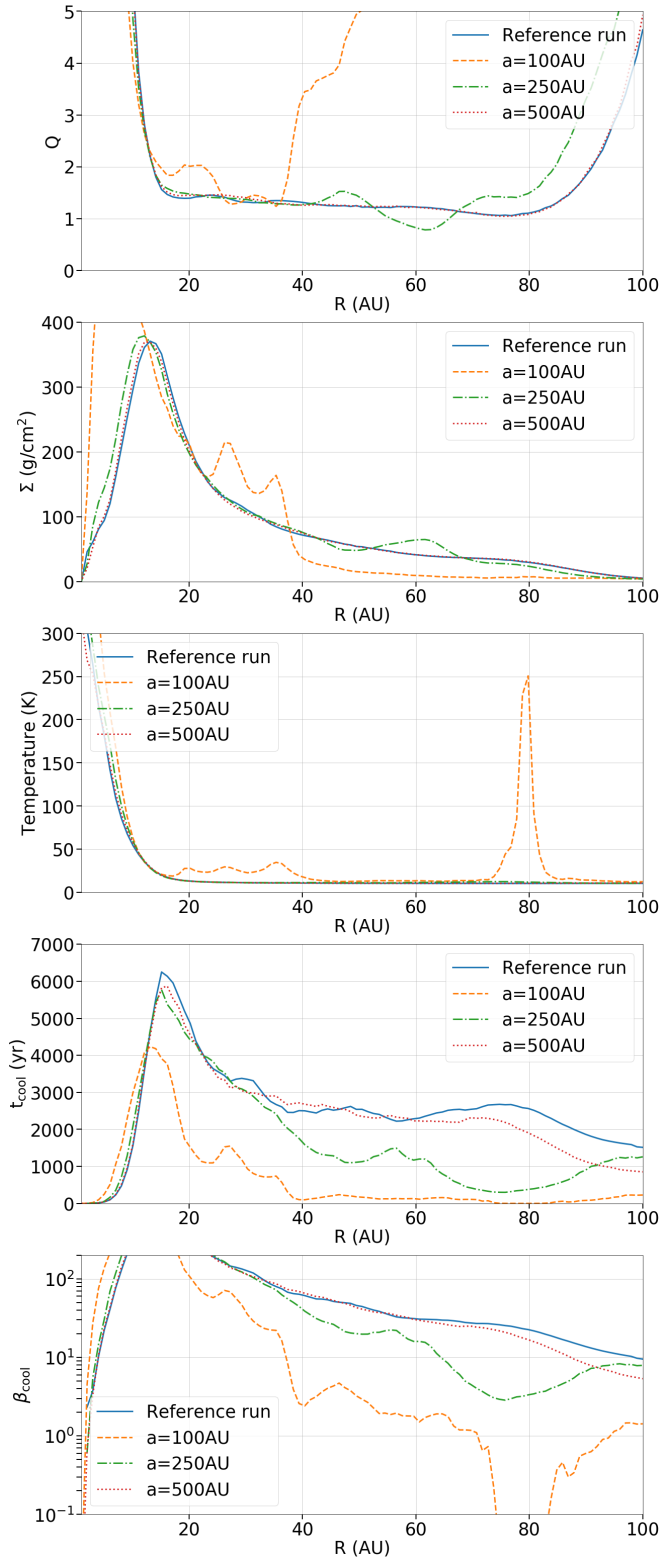 5
4
3
2
1
0
Q
Reference run
a=100AU
a=250AU
a=500AU
20 40 60 80 100
R (AU)
400
300
200
100
0
Σ (g/cm²)
Reference run
a=100AU
a=250AU
a=500AU
20 40 60 80 100
R (AU)
300
250
200
150
100
50
0
Temperature (K)
Reference run
a=100AU
a=250AU
a=500AU
20 40 60 80 100
R (AU)
7000
6000
5000
4000
3000
2000
1000
0
t_cool (yr)
Reference run
a=100AU
a=250AU
a=500AU
20 40 60 80 100
R (AU)
10²
10¹
10⁰
10⁻¹
β_cool
Reference run
a=100AU
a=250AU
a=500AU
20 40 60 80 100
R (AU)